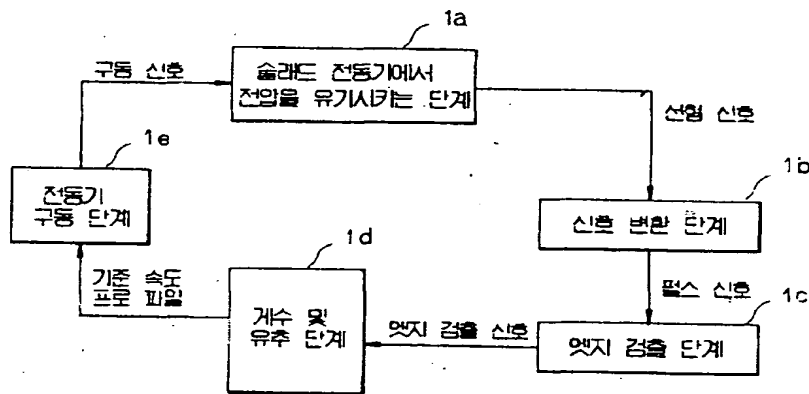 1a
구동 신호
슬래드 전동기에서
전압을 유기시키는 단계
1e
선형 신호
1b
전동기
구동 단계
신호 변환 단계
1d
기준 속도
프로 파일
펄스 신호
1c
계수 및
유추 단계
엣지 검출 신호
엣지 검출 단계